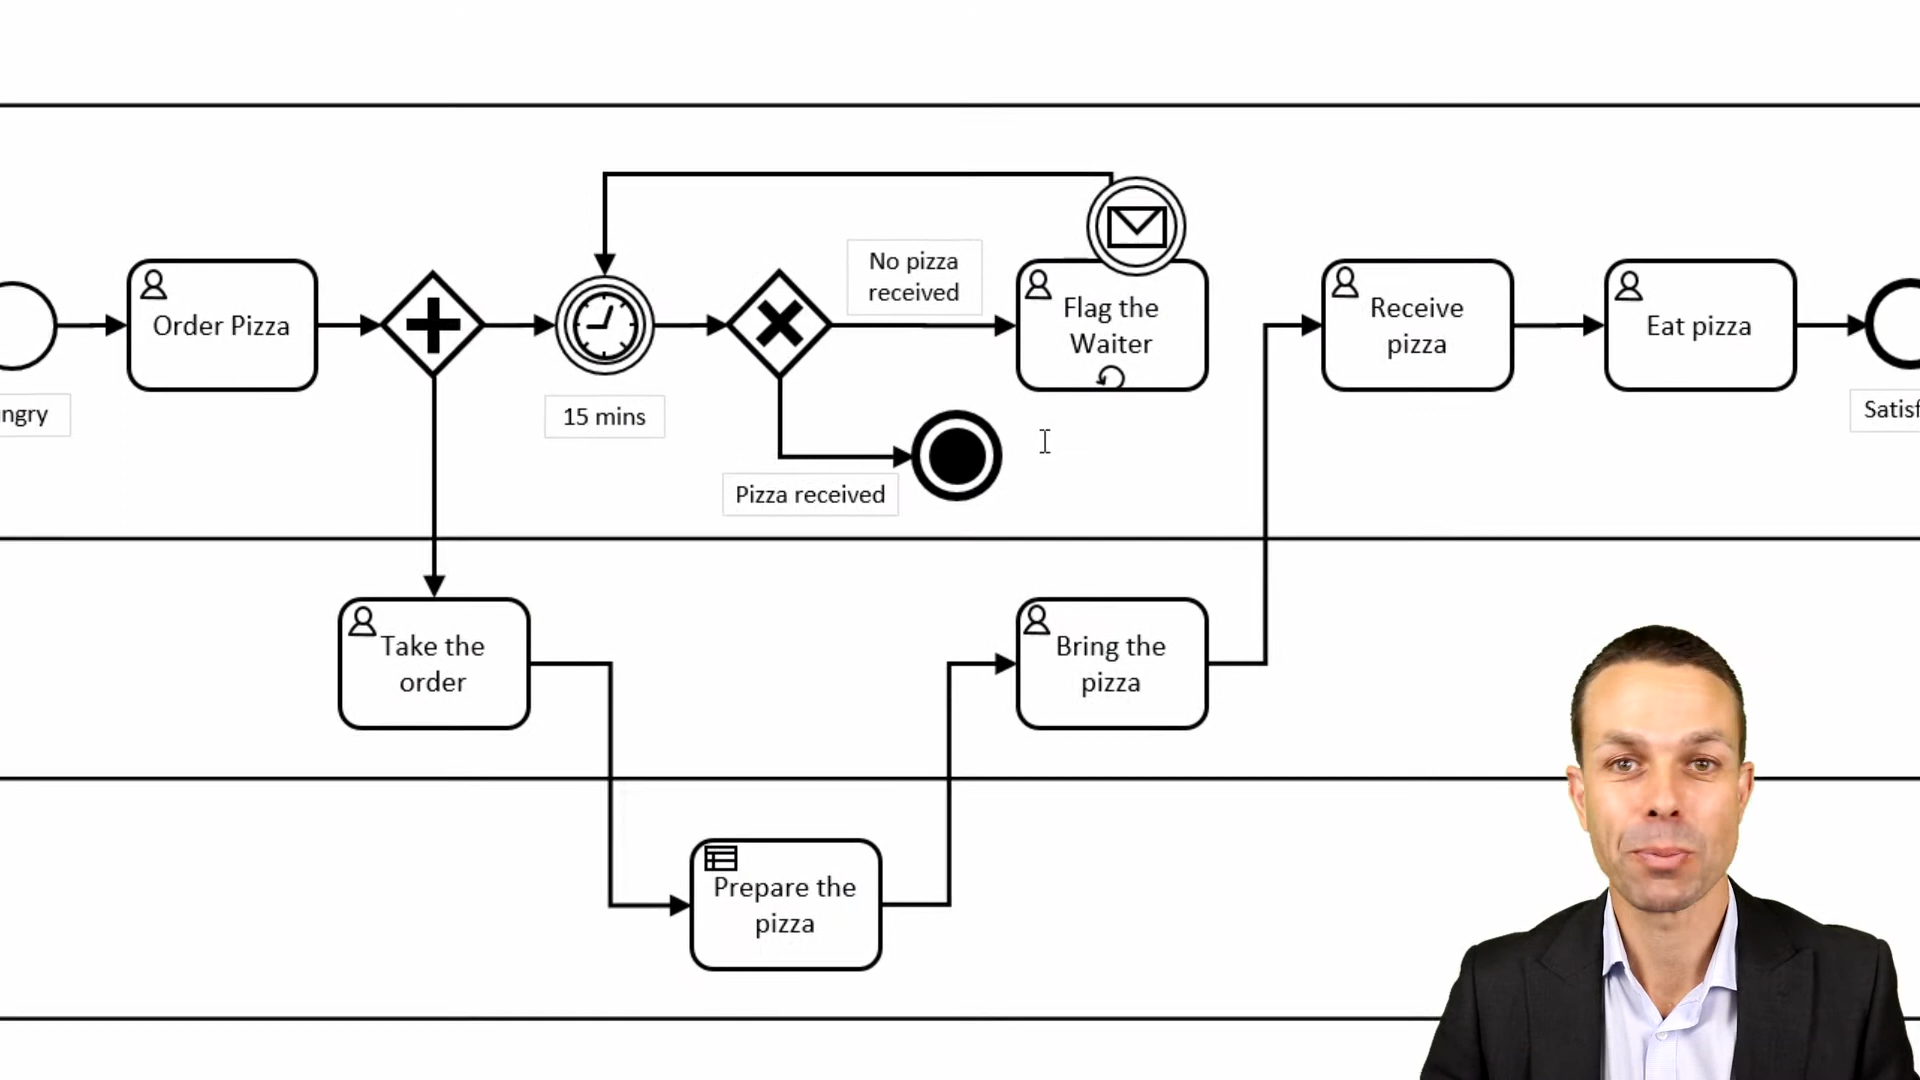 No pizza
received
Order Pizza
Flag the
Waiter
Receive
pizza
Eat pizza
ngry
15 mins
Satisf
Pizza received
Take the
order
Bring the
pizza
Prepare the
pizza